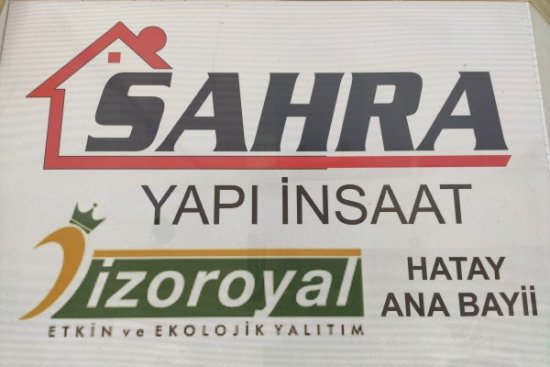 SAHRA
YAPI İNSAAT
izoroyal
ETKİN ve EKOLOJİK YALITIM
HATAY
ANA BAYİİ